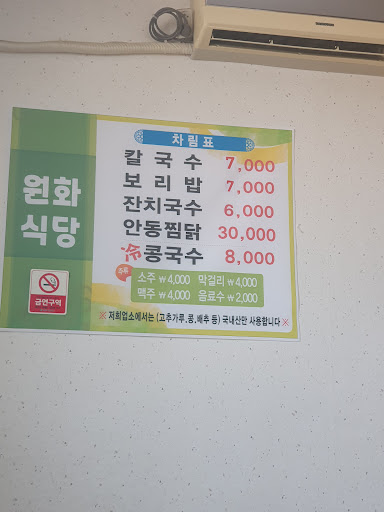 원화
식당
금연구역
차림표
칼국수 7,000
보리밥 7,000
잔치국수 6,000
안동찜닭 30,000
콩국수 8,000
주류
소주 ₩4,000 막걸리 ₩4,000
맥주 ₩4,000 음료수 ₩2,000
※ 저희업소에서는 (고추가루,콩,배추 등) 국내산만 사용합니다 ※